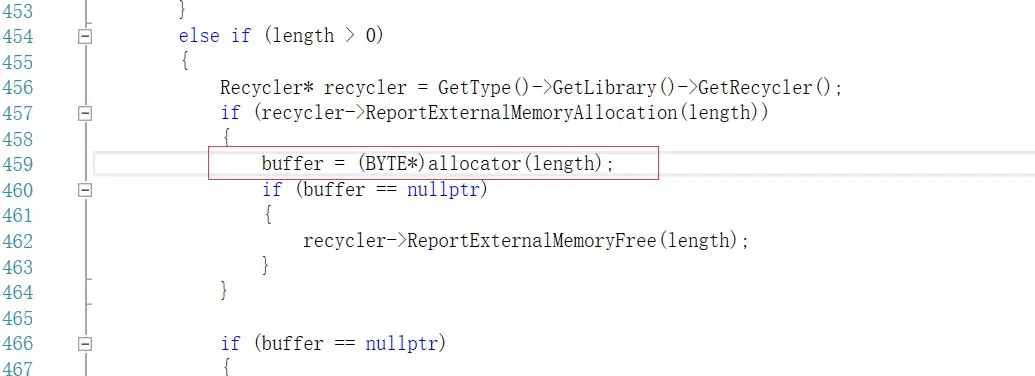 453 }
454 else if (length > 0)
455 {
456 Recycler* recycler = GetType()->GetLibrary()->GetRecycler();
457 if (recycler->ReportExternalMemoryAllocation(length))
458 {
459 buffer = (BYTE*)allocator(length);
460 if (buffer == nullptr)
461 {
462 recycler->ReportExternalMemoryFree(length);
463 }
464 }
465
466 if (buffer == nullptr)
467 {